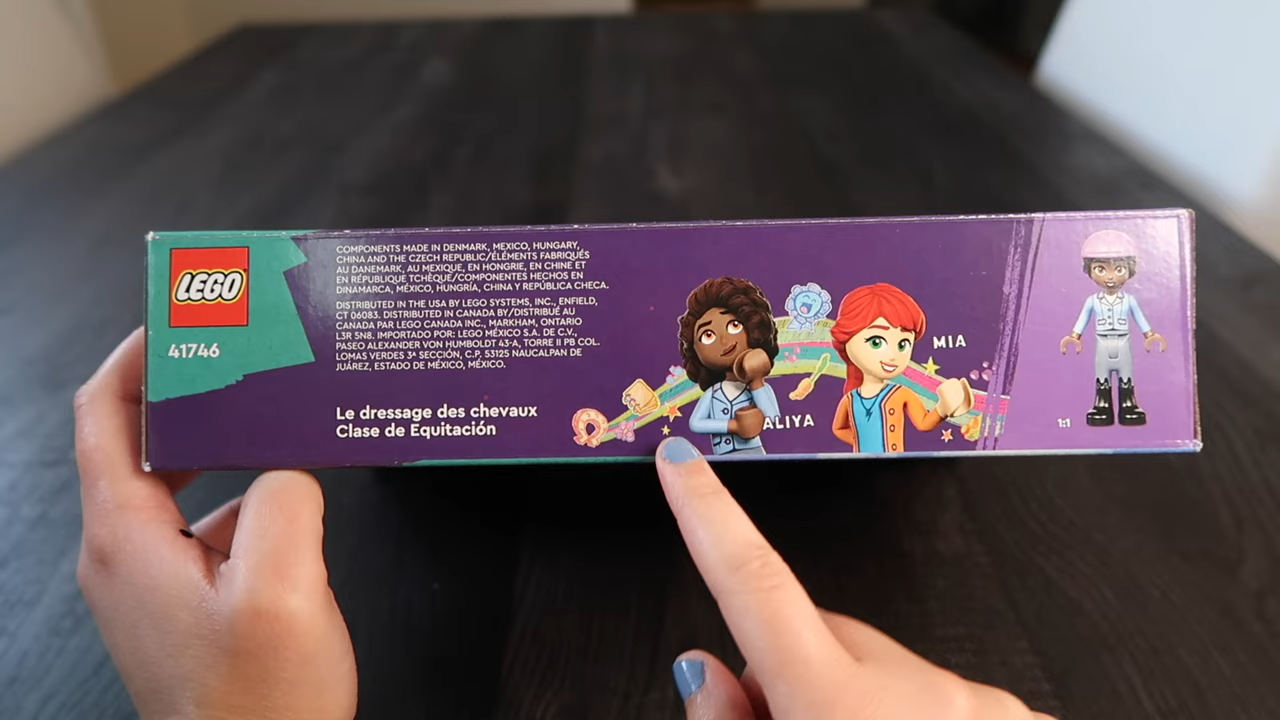 LEGO
41746
COMPONENTS MADE IN DENMARK, MEXICO, HUNGARY,
CHINA AND THE CZECH REPUBLIC/ÉLÉMENTS FABRIQUÉS
AU DANEMARK, AU MEXIQUE, EN HONGRIE, EN CHINE ET
EN RÉPUBLIQUE TCHÈQUE/COMPONENTES HECHOS EN
DINAMARCA, MÉXICO, HUNGRÍA, CHINA Y REPÚBLICA CHECA.
DISTRIBUTED IN THE USA BY LEGO SYSTEMS, INC., ENFIELD,
CT 06083. DISTRIBUTED IN CANADA BY/DISTRIBUÉ AU
CANADA PAR LEGO CANADA INC., MARKHAM, ONTARIO
L3R 5N8. IMPORTADO POR: LEGO MÉXICO S.A. DE C.V.,
PASEO ALEXANDER VON HUMBOLDT 43-A, TORRE II PB COL.
LOMAS VERDES 3ª SECCIÓN, C.P. 53125 NAUCALPAN DE
JUÁREZ, ESTADO DE MÉXICO, MÉXICO.
Le dressage des chevaux
Clase de Equitación
ALIYA
MIA
1:1